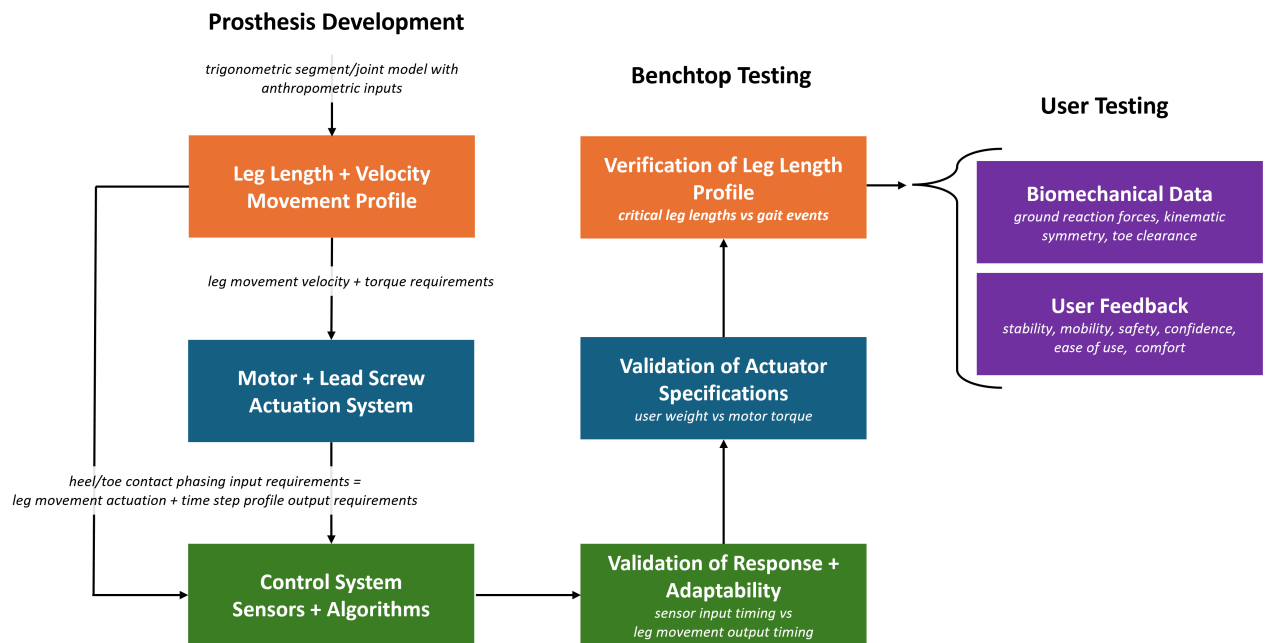 Prosthesis Development
trigonometric segment/joint model with
anthropometric inputs
Leg Length + Velocity
Movement Profile
leg movement velocity + torque requirements
Motor + Lead Screw
Actuation System
heel/toe contact phasing input requirements =
leg movement actuation + time step profile output requirements
Control System
Sensors + Algorithms
Benchtop Testing
Verification of Leg Length
Profile
critical leg lengths vs gait events
Validation of Actuator
Specifications
user weight vs motor torque
Validation of Response +
Adaptability
sensor input timing vs
leg movement output timing
User Testing
Biomechanical Data
ground reaction forces, kinematic
symmetry, toe clearance
User Feedback
stability, mobility, safety, confidence,
ease of use, comfort